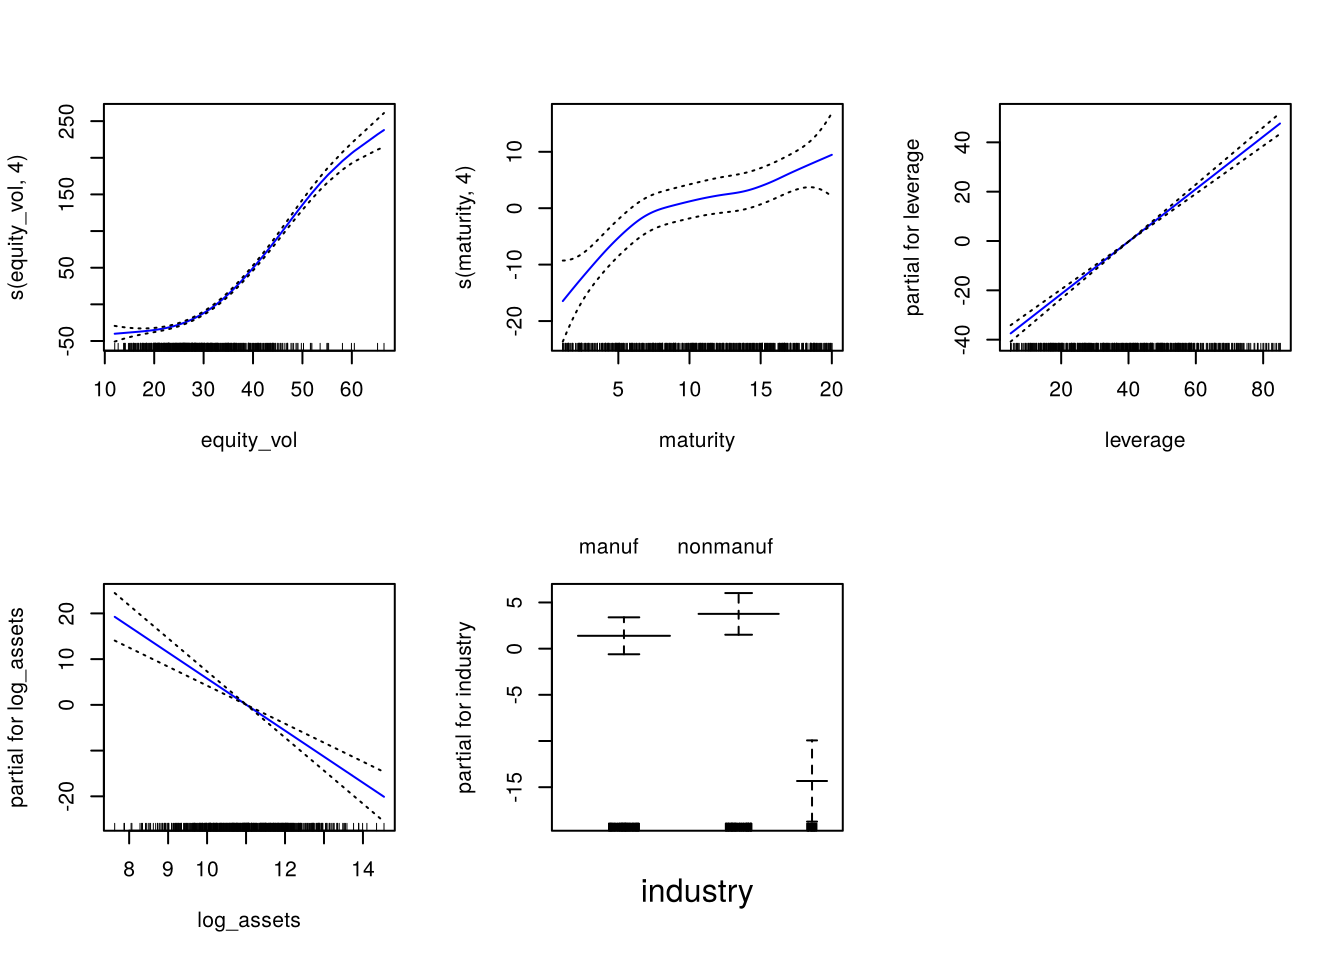 s(equity_vol, 4)
250
150
50
-50
10 20 30 40 50 60
equity_vol
s(maturity, 4)
10
0
-10
-20
5 10 15 20
maturity
partial for leverage
40
20
0
-20
-40
20 40 60 80
leverage
partial for log_assets
20
10
0
-20
8 9 10 12 14
log_assets
manuf nonmanuf
partial for industry
5
0
-5
-15
industry